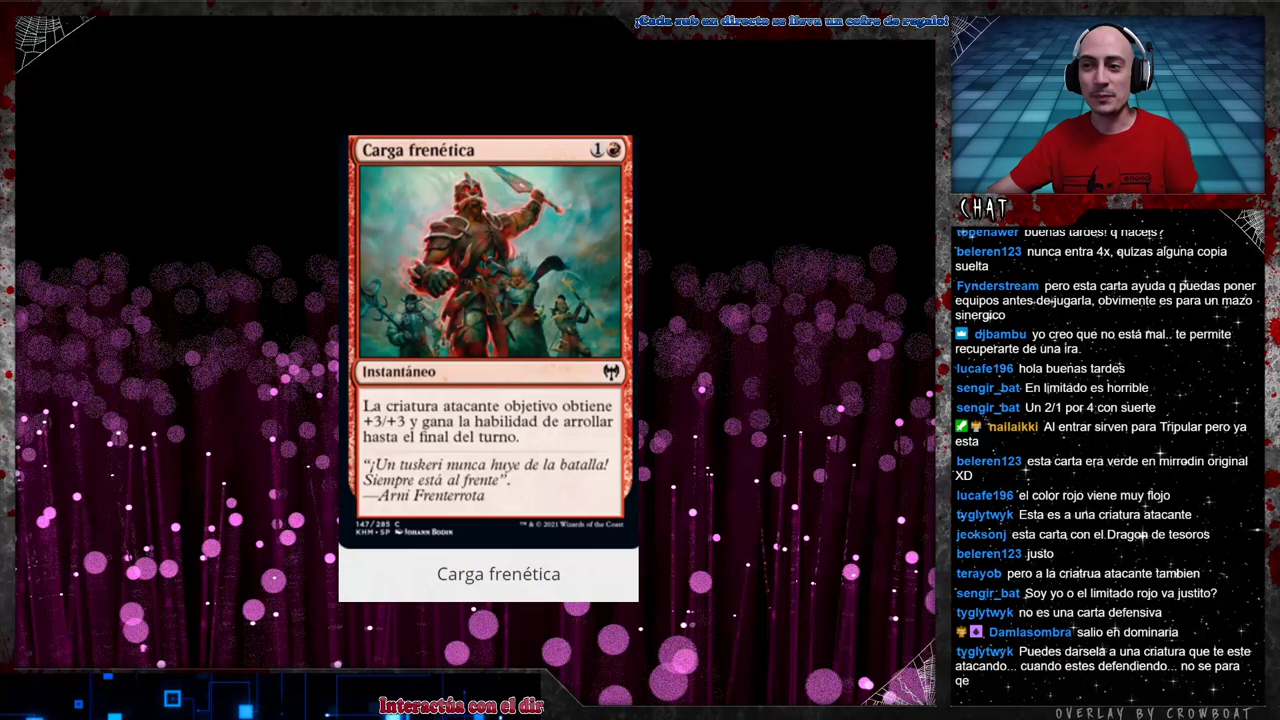 ¡Cada sub en directo se lleva un cofre de regalo!
Carga frenética
1
Instantáneo
La criatura atacante objetivo obtiene
+3/+3 y gana la habilidad de arrollar
hasta el final del turno.
“¡Un tuskeri nunca huye de la batalla!
Siempre está al frente”.
—Arni Frenterrota
147/285 C
KHM • SP Johann Bodin
™ & © 2021 Wizards of the Coast
Carga frenética
Interactúa con el dir
CHAT
topenawer buenas tardes! q haceis?
beleren123 nunca entra 4x, quizas alguna copia
suelta
Fynderstream pero esta carta ayuda q puedas poner
equipos antes de jugarla, obvimente es para un mazo
sinergico
djbambu yo creo que no está mal.. te permite
recuperarte de una ira.
lucafe196 hola buenas tardes
sengir_bat En limitado es horrible
sengir_bat Un 2/1 por 4 con suerte
nailaikki Al entrar sirven para Tripular pero ya
esta
beleren123 esta carta era verde en mirrodin original
XD
lucafe196 el color rojo viene muy flojo
tyglytwyk Esta es a una criatura atacante
jecksonj esta carta con el Dragon de tesoros
beleren123 justo
terayob pero a la criatrua atacante tambien
sengir_bat Soy yo o el limitado rojo va justito?
tyglytwyk no es una carta defensiva
Damlasombra salio en dominaria
tyglytwyk Puedes darsela a una criatura que te este
atacando... cuando estes defendiendo... no se para
qe
OVERLAY BY CROWBOAT